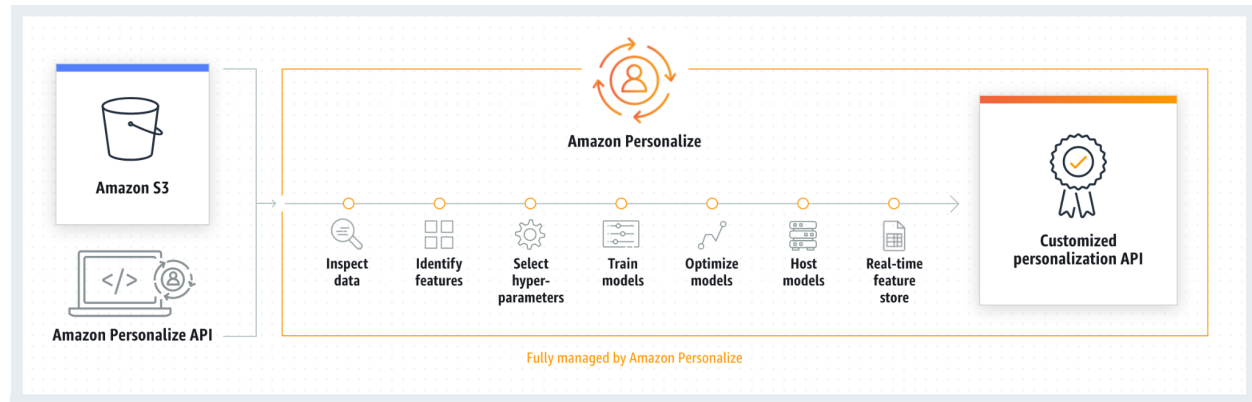 Amazon S3
</>
Amazon Personalize API
Amazon Personalize
Inspect
data
Identify
features
Select
hyper-
parameters
Train
models
Optimize
models
Host
models
Real-time
feature
store
Customized
personalization API
Fully managed by Amazon Personalize